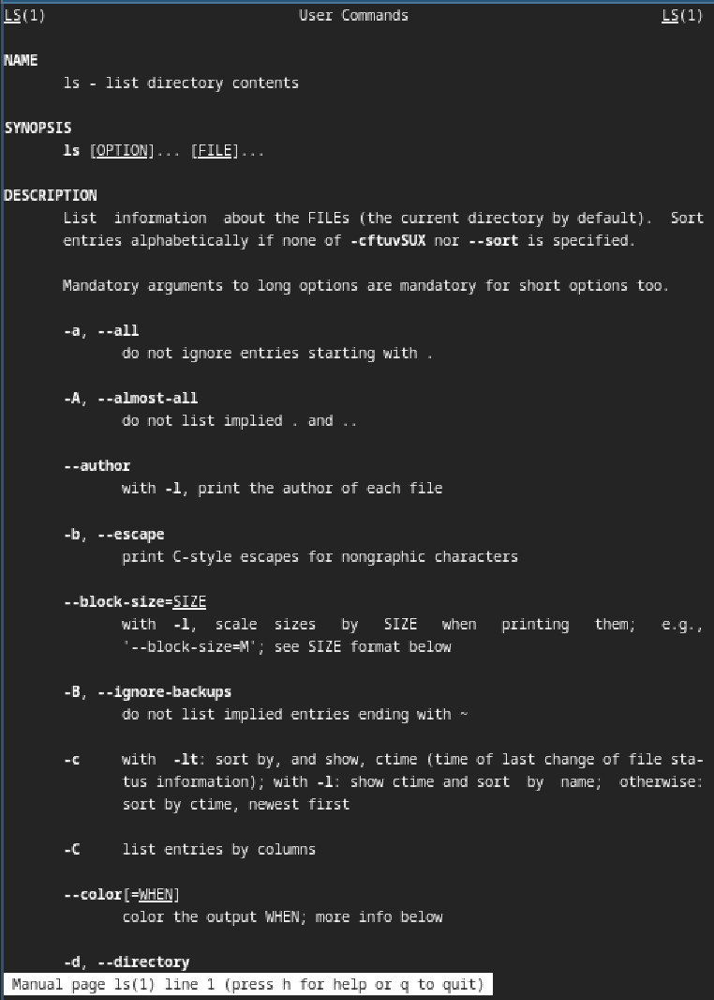 LS(1) User Commands LS(1)
NAME
ls - list directory contents
SYNOPSIS
ls [OPTION]... [FILE]...
DESCRIPTION
List information about the FILEs (the current directory by default). Sort
entries alphabetically if none of -cftuvSUX nor --sort is specified.
Mandatory arguments to long options are mandatory for short options too.
-a, --all
do not ignore entries starting with .
-A, --almost-all
do not list implied . and ..
--author
with -l, print the author of each file
-b, --escape
print C-style escapes for nongraphic characters
--block-size=SIZE
with -l, scale sizes by SIZE when printing them; e.g.,
'--block-size=M'; see SIZE format below
-B, --ignore-backups
do not list implied entries ending with ~
-c with -lt: sort by, and show, ctime (time of last change of file sta-
tus information); with -l: show ctime and sort by name; otherwise:
sort by ctime, newest first
-C list entries by columns
--color[=WHEN]
color the output WHEN; more info below
-d, --directory
Manual page ls(1) line 1 (press h for help or q to quit)